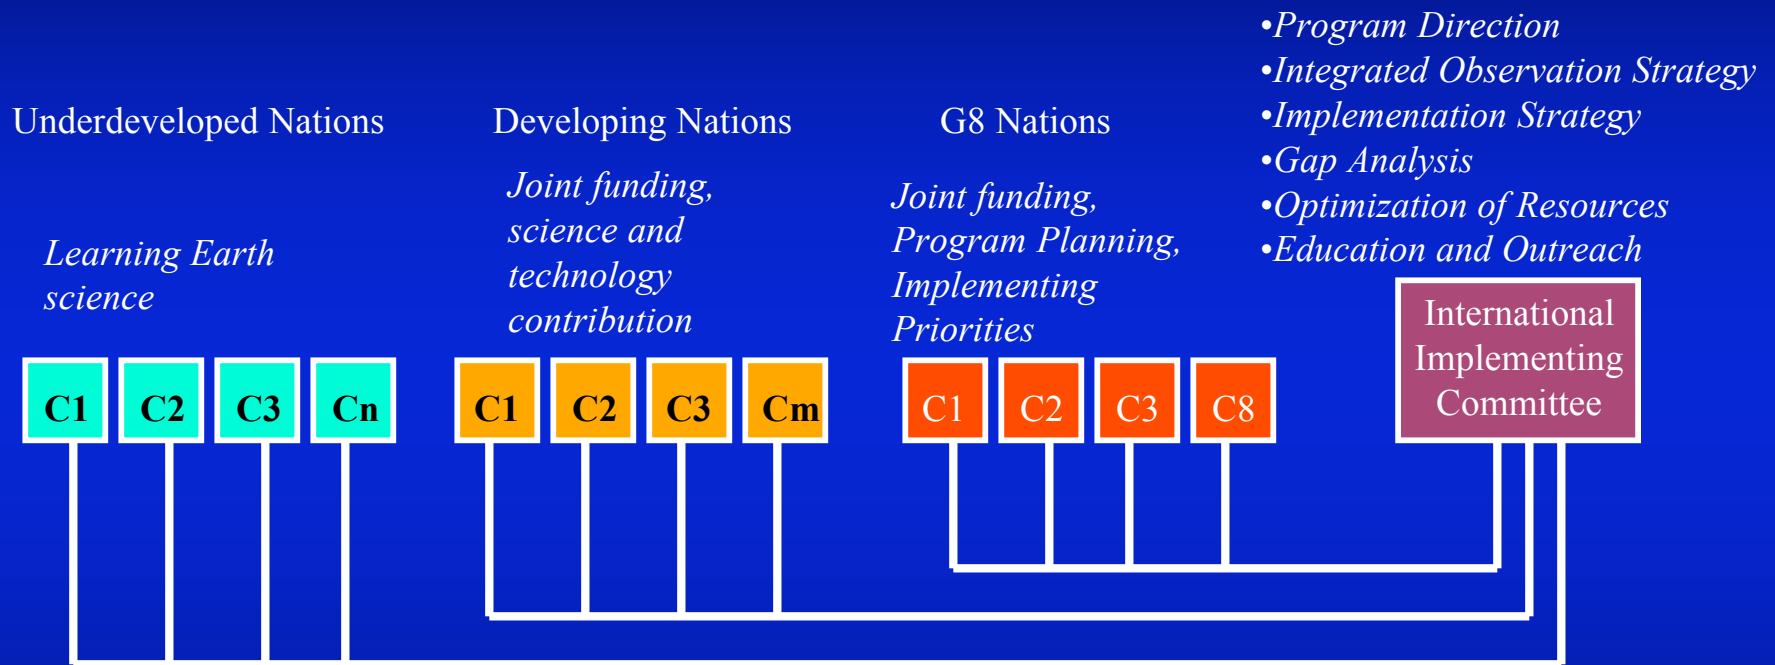 Underdeveloped Nations
Learning Earth
science
C1 C2 C3 Cn
Developing Nations
Joint funding,
science and
technology
contribution
C1 C2 C3 Cm
G8 Nations
Joint funding,
Program Planning,
Implementing
Priorities
C1 C2 C3 C8
•Program Direction
•Integrated Observation Strategy
•Implementation Strategy
•Gap Analysis
•Optimization of Resources
•Education and Outreach
International
Implementing
Committee